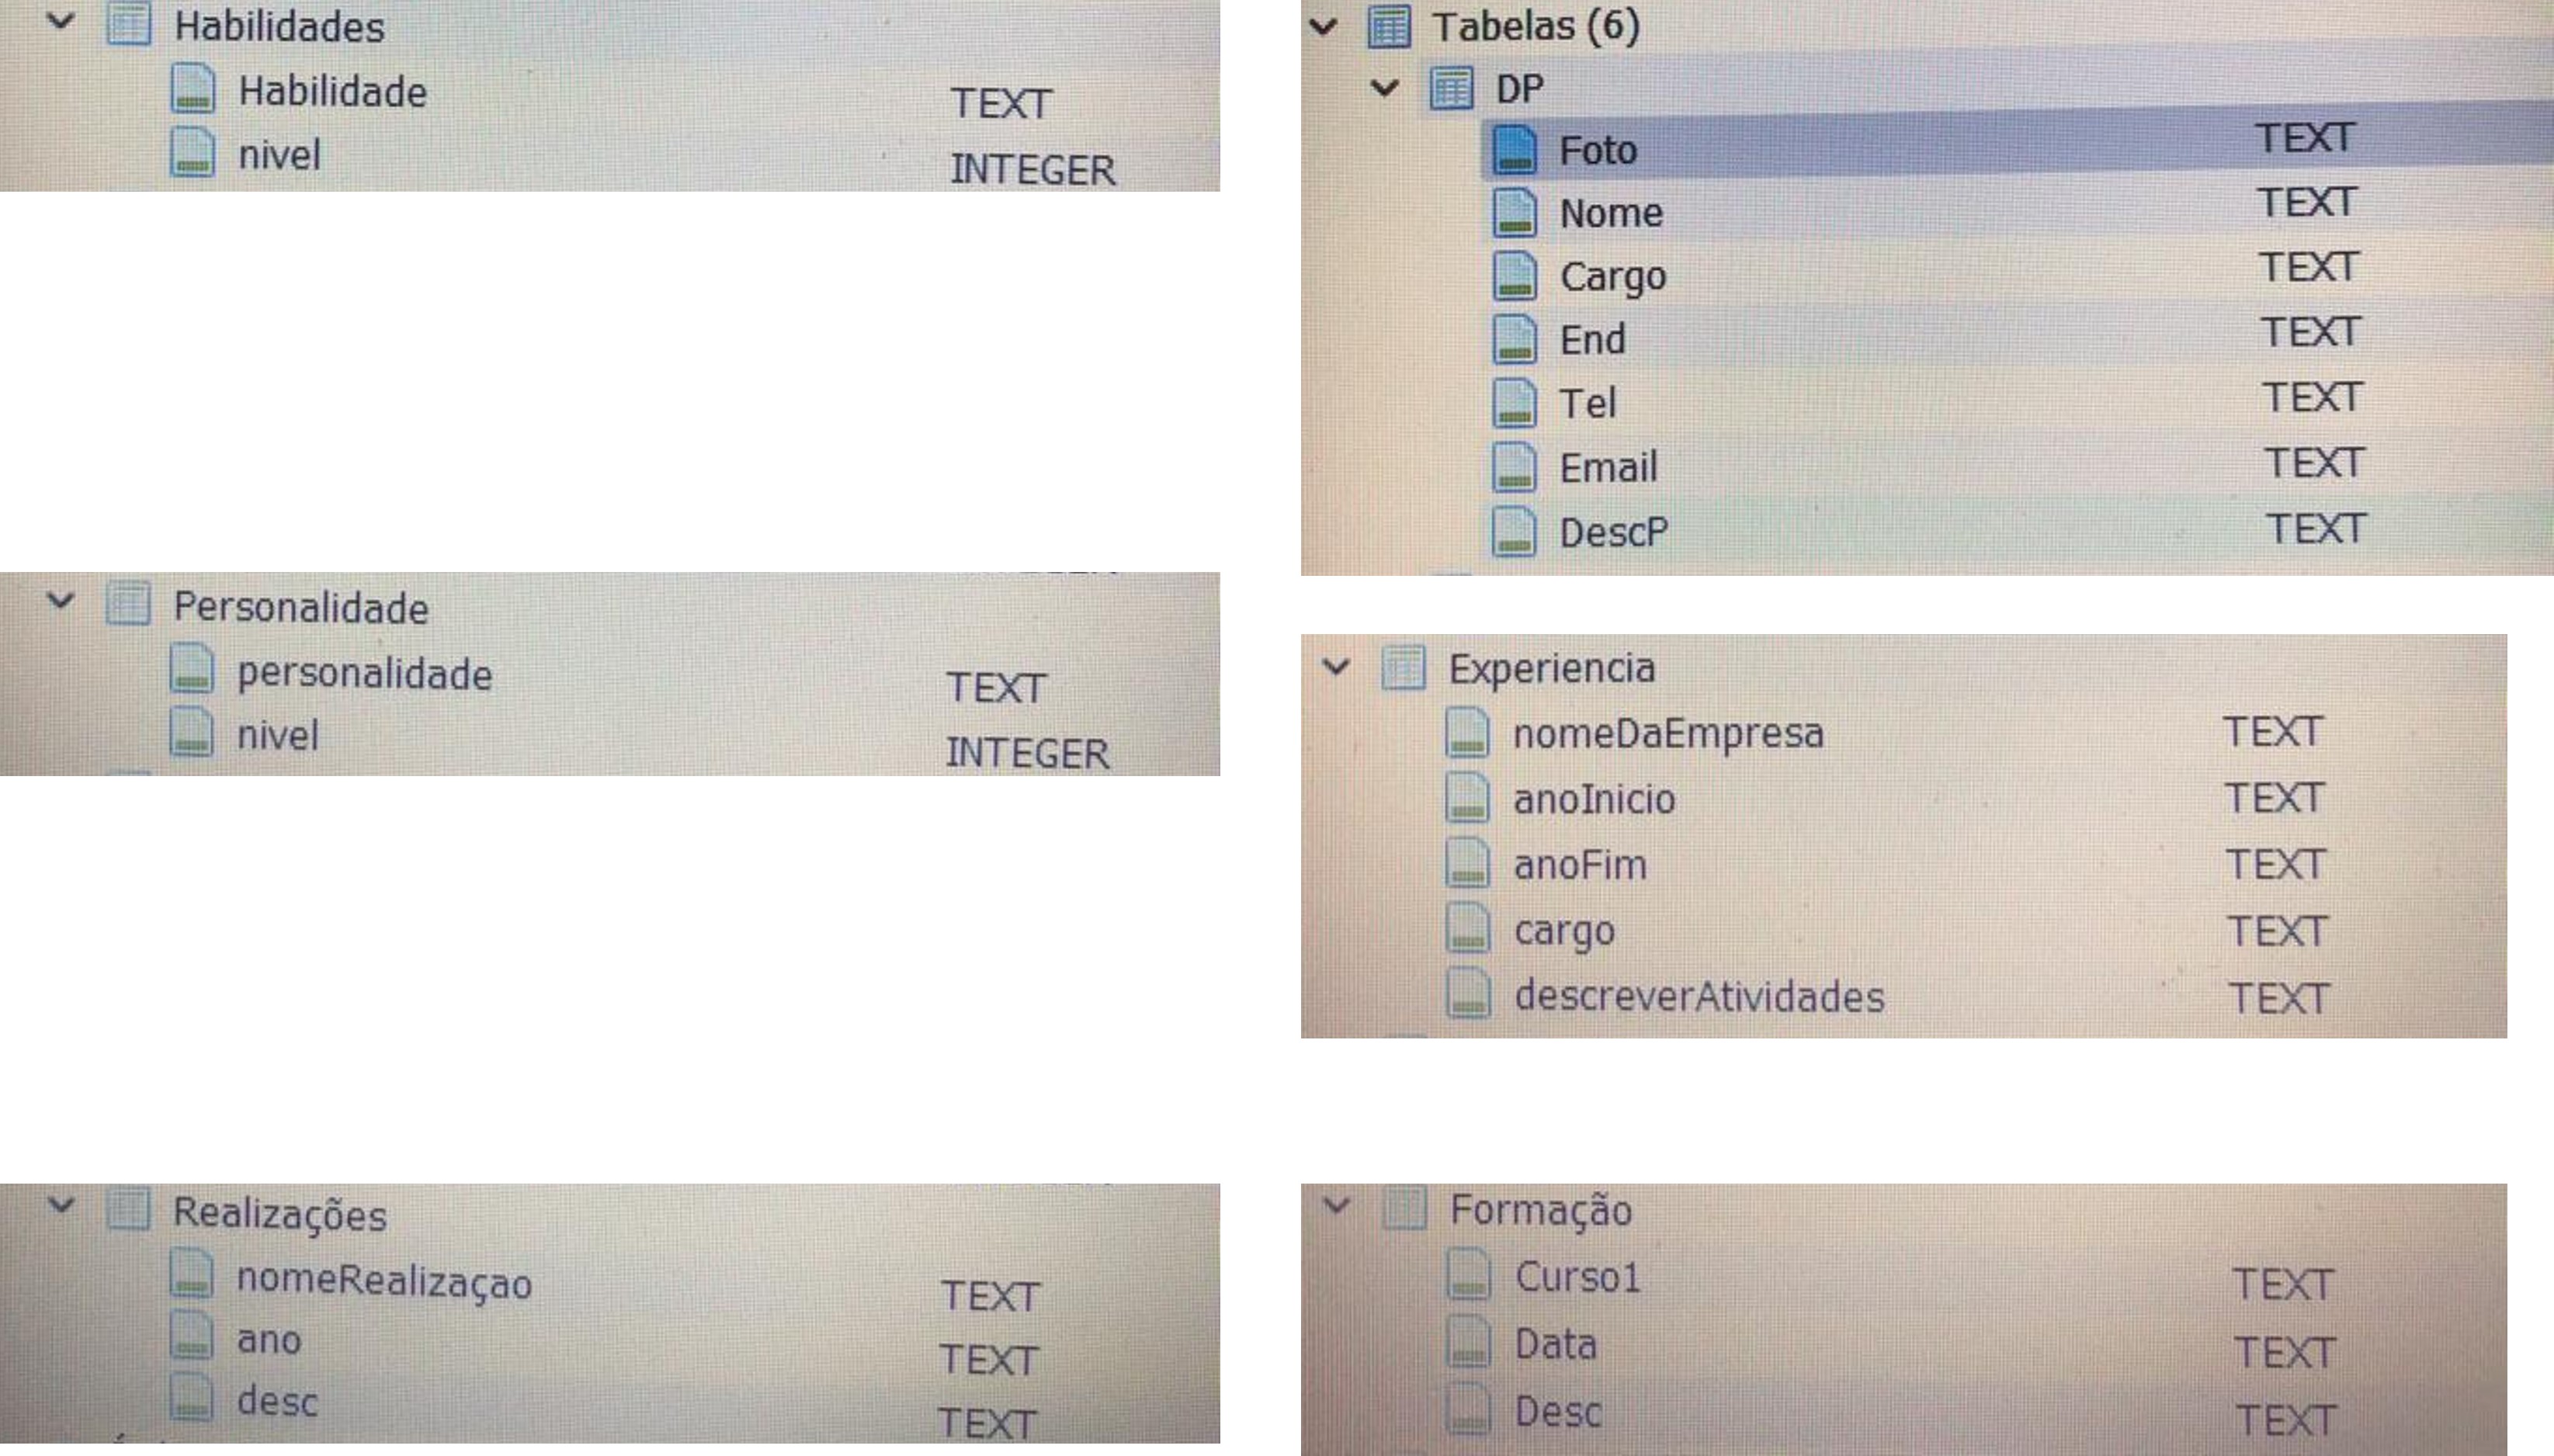 Habilidades
Habilidade TEXT
nivel INTEGER
Tabelas (6)
DP
Foto TEXT
Nome TEXT
Cargo TEXT
End TEXT
Tel TEXT
Email TEXT
DescP TEXT
Personalidade
personalidade TEXT
nivel INTEGER
Experiencia
nomeDaEmpresa TEXT
anoInicio TEXT
anoFim TEXT
cargo TEXT
descreverAtividades TEXT
Realizações
nomeRealizaçao TEXT
ano TEXT
desc TEXT
Formação
Curso1 TEXT
Data TEXT
Desc TEXT